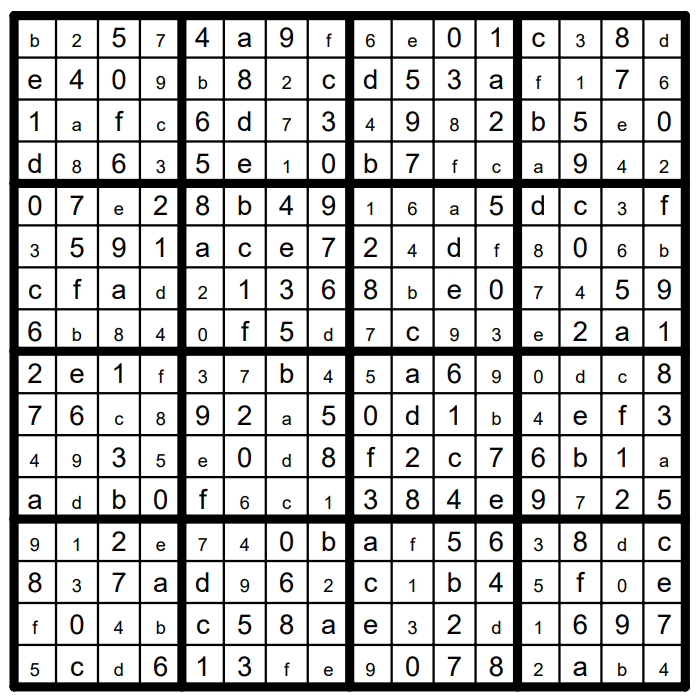 b 2 5 7 4 a 9 f 6 e 0 1 c 3 8 d
e 4 0 9 b 8 2 c d 5 3 a f 1 7 6
1 a f c 6 d 7 3 4 9 8 2 b 5 e 0
d 8 6 3 5 e 1 0 b 7 f c a 9 4 2
0 7 e 2 8 b 4 9 1 6 a 5 d c 3 f
3 5 9 1 a c e 7 2 4 d f 8 0 6 b
c f a d 2 1 3 6 8 b e 0 7 4 5 9
6 b 8 4 0 f 5 d 7 c 9 3 e 2 a 1
2 e 1 f 3 7 b 4 5 a 6 9 0 d c 8
7 6 c 8 9 2 a 5 0 d 1 b 4 e f 3
4 9 3 5 e 0 d 8 f 2 c 7 6 b 1 a
a d b 0 f 6 c 1 3 8 4 e 9 7 2 5
9 1 2 e 7 4 0 b a f 5 6 3 8 d c
8 3 7 a d 9 6 2 c 1 b 4 5 f 0 e
f 0 4 b c 5 8 a e 3 2 d 1 6 9 7
5 c d 6 1 3 f e 9 0 7 8 2 a b 4